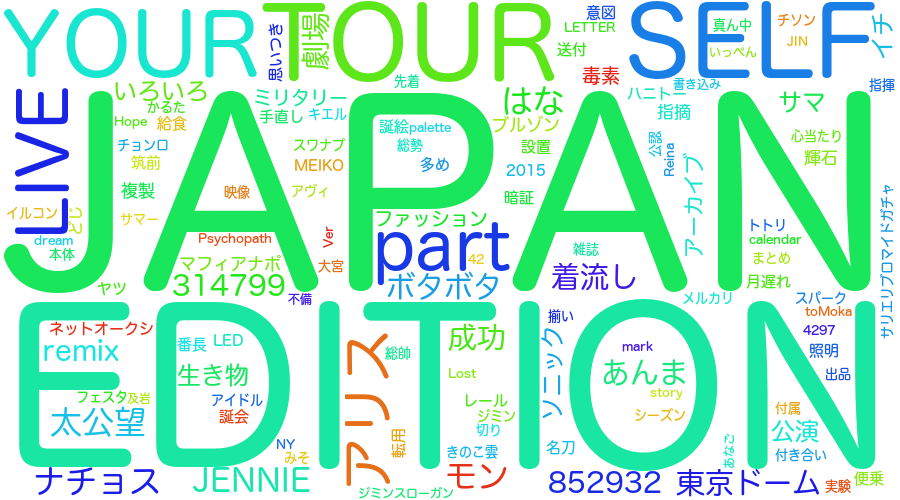 YOUR
TOUR
SELF
JAPAN
EDITION
LIVE
part
思いつき
劇場
意図
LETTER
送付
真ん中
いっぺん
チソン
JIN
イチ
指揮
いろいろ
かるた
Hope
給食
ミリタリー
手直し
キエル
先着
毒素
はな
ハニトー
書き込み
指摘
サマ
チョンロ
筑前
誕絵palette
総勢
ブルゾン
設置
公認
Reina
心当たり
輝石
スワナブ
MEIKO
多め
2015
アーカイブ
複製
映像
アヴィ
暗証
イルコン
サマー
ファッション
dream
本体
Psychopath
Ver
雑誌
トトリ
calendar
まとめ
マフィアナポ
大宮
42
ヤツ
314799
不備
ボタボタ
着流し
メルカリ
月遅れ
スパーク
toMoka
サリエリブロマイドガチャ
ネットオークシ
remix
番長
LED
アリス
総帥
成功
揃い
ソニック
mark
4297
照明
生き物
Lost
あんま
story
出品
フェスタ
及岩
アイドル
誕会
レール
ジミン
切り
シーズン
付属
太公望
NY
みそ
転用
きのこ雲
名刀
公演
付き合い
あなご
ナチョス
JENNIE
ジミンスローガン
モン
852932
東京ドーム
実験
便乗